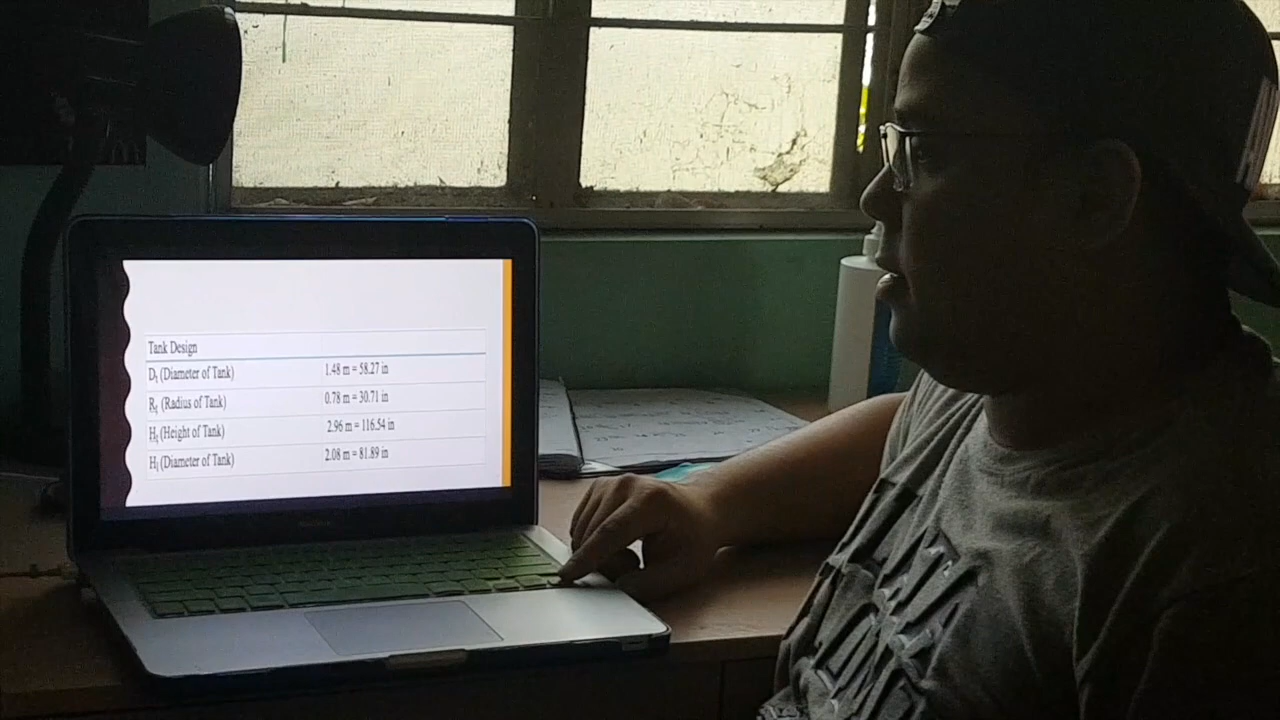 Tank Design
Dt (Diameter of Tank) 1.48 m = 58.27 in
Rt (Radius of Tank) 0.78 m = 30.71 in
Ht (Height of Tank) 2.96 m = 116.54 in
Hl (Diameter of Tank) 2.08 m = 81.89 in